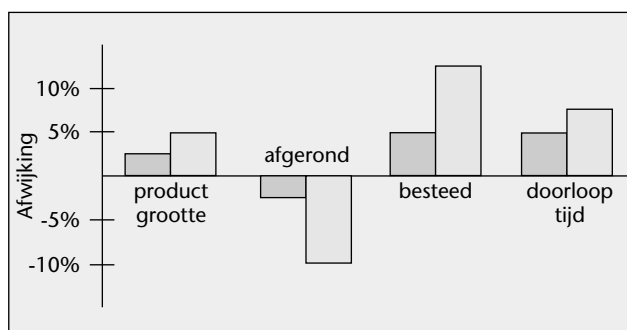 10%
5%
-5%
-10%
Afwijking
product
grootte
afgerond
besteed
doorloop
tijd